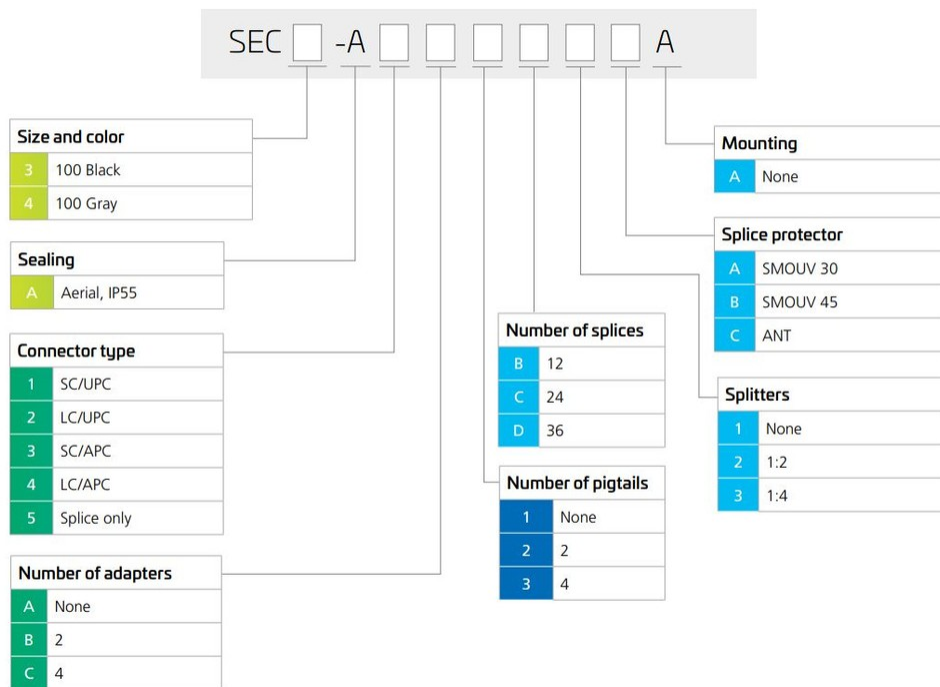 SEC -A A
Size and color
3 100 Black
4 100 Gray
Sealing
A Aerial, IP55
Connector type
1 SC/UPC
2 LC/UPC
3 SC/APC
4 LC/APC
5 Splice only
Number of adapters
A None
B 2
C 4
Number of splices
B 12
C 24
D 36
Number of pigtails
1 None
2 2
3 4
Mounting
A None
Splice protector
A SMOUV 30
B SMOUV 45
C ANT
Splitters
1 None
2 1:2
3 1:4